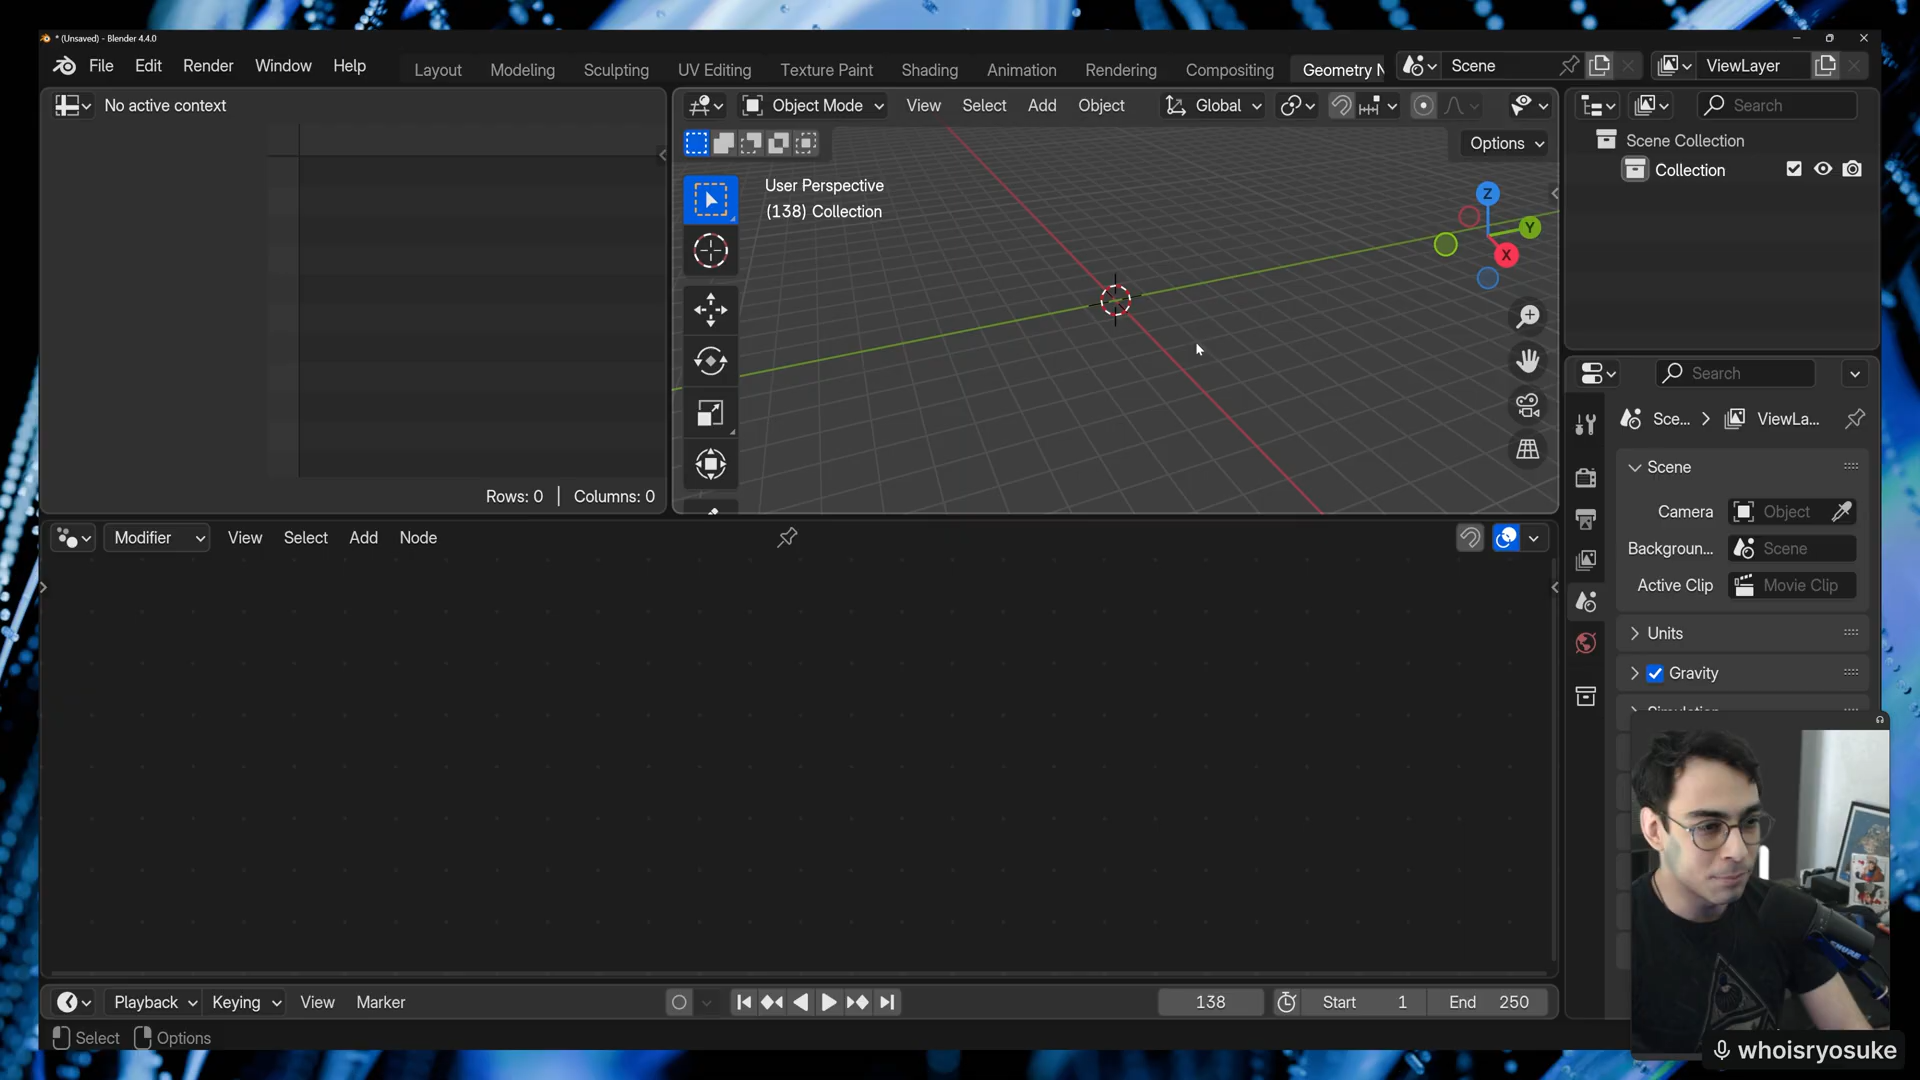 * (Unsaved) - Blender 4.4.0
File Edit Render Window Help
Layout Modeling Sculpting UV Editing Texture Paint Shading Animation Rendering Compositing Geometry N
Scene
ViewLayer
No active context
Rows: 0 | Columns: 0
Object Mode View Select Add Object Global
Options
User Perspective
(138) Collection
Z
Y
X
Search
Scene Collection
Collection
Search
Sce... > ViewLa...
Scene
Camera Object
Backgroun... Scene
Active Clip Movie Clip
Units
Gravity
Modifier View Select Add Node
Playback Keying View Marker
138
Start 1
End 250
Select Options
whoisryosuke